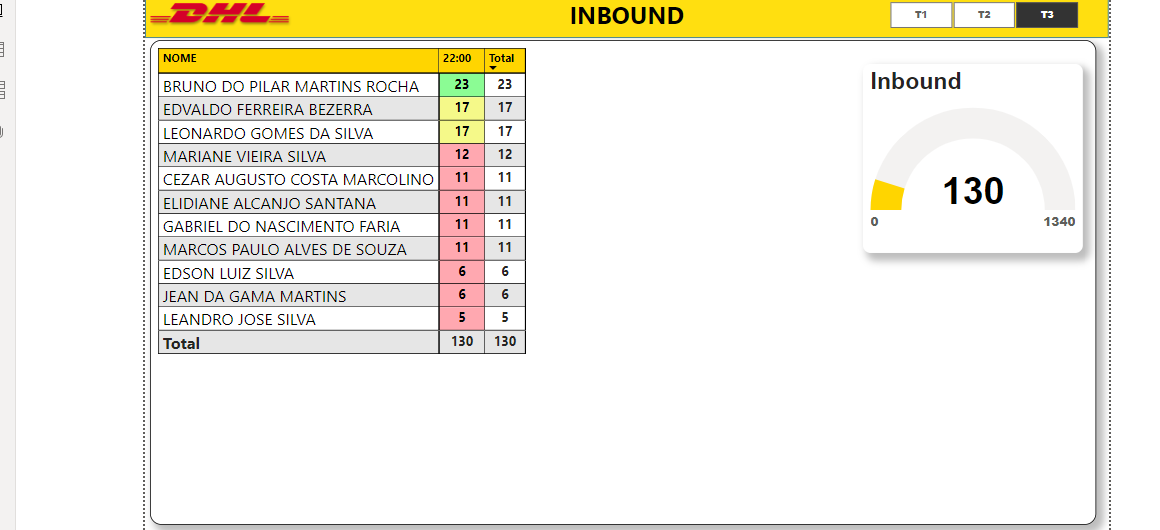 DHL
INBOUND
T1 T2 T3
NOME 22:00 Total
BRUNO DO PILAR MARTINS ROCHA 23 23
EDVALDO FERREIRA BEZERRA 17 17
LEONARDO GOMES DA SILVA 17 17
MARIANE VIEIRA SILVA 12 12
CEZAR AUGUSTO COSTA MARCOLINO 11 11
ELIDIANE ALCANJO SANTANA 11 11
GABRIEL DO NASCIMENTO FARIA 11 11
MARCOS PAULO ALVES DE SOUZA 11 11
EDSON LUIZ SILVA 6 6
JEAN DA GAMA MARTINS 6 6
LEANDRO JOSE SILVA 5 5
Total 130 130
Inbound
130
0 1340